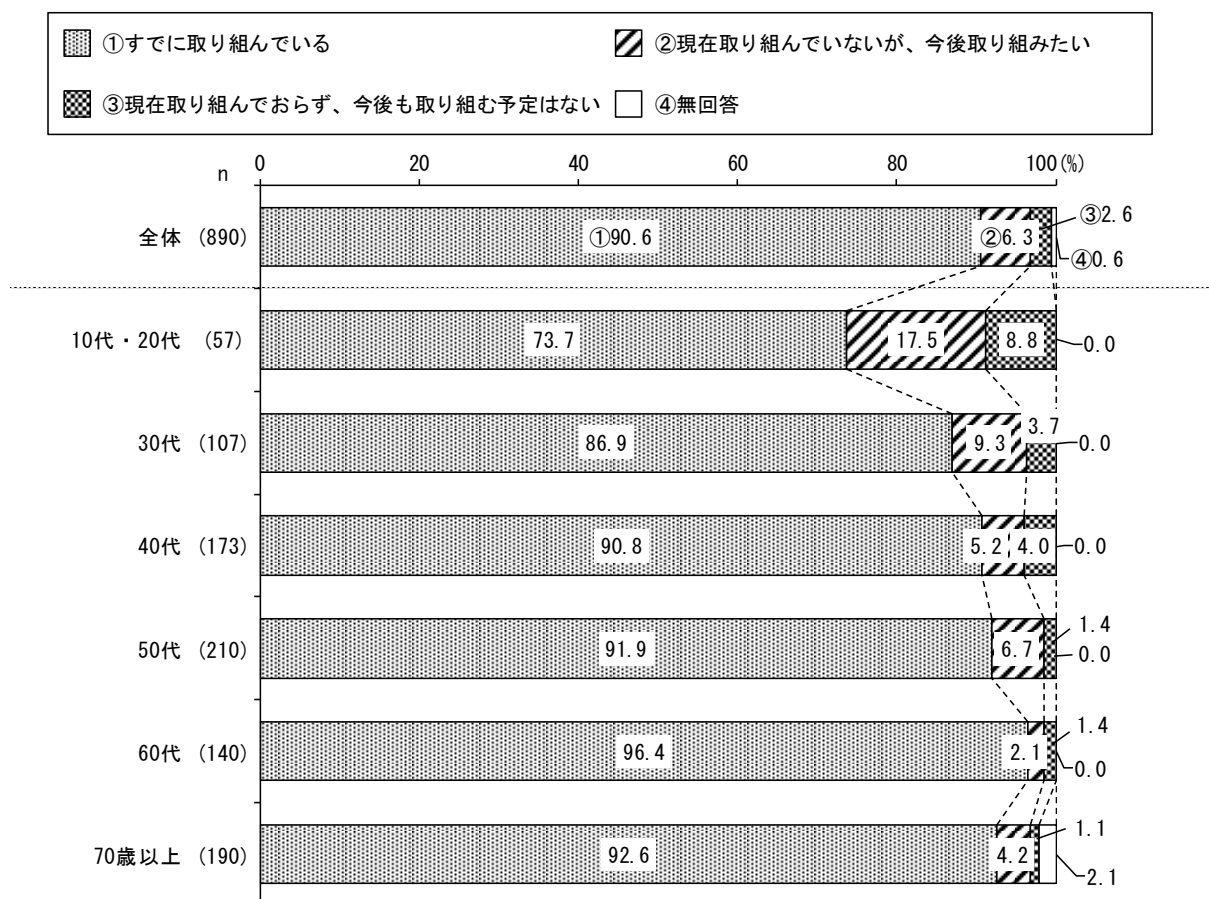 ①すでに取り組んでいる ②現在取り組んでいないが、今後取り組みたい
③現在取り組んでおらず、今後も取り組む予定はない ④無回答
n 0 20 40 60 80 100(%)
全体 (890) ①90.6 ②6.3 ③2.6 ④0.6
10代・20代 (57) 73.7 17.5 8.8 0.0
30代 (107) 86.9 9.3 3.7 0.0
40代 (173) 90.8 5.2 4.0 0.0
50代 (210) 91.9 6.7 1.4 0.0
60代 (140) 96.4 2.1 1.4 0.0
70歳以上 (190) 92.6 4.2 1.1 2.1